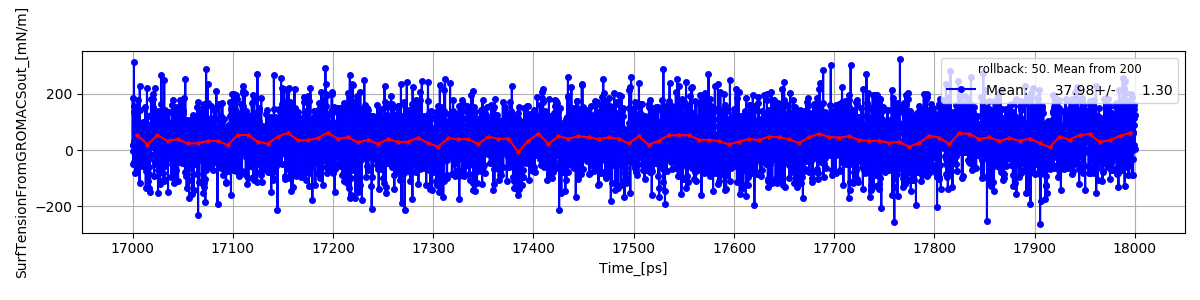 SurfTensionFromGROMACSout_[mN/m]
200
0
−200
rollback: 50. Mean from 200
Mean: 37.98+/- 1.30
17000 17100 17200 17300 17400 17500 17600 17700 17800 17900 18000
Time_[ps]